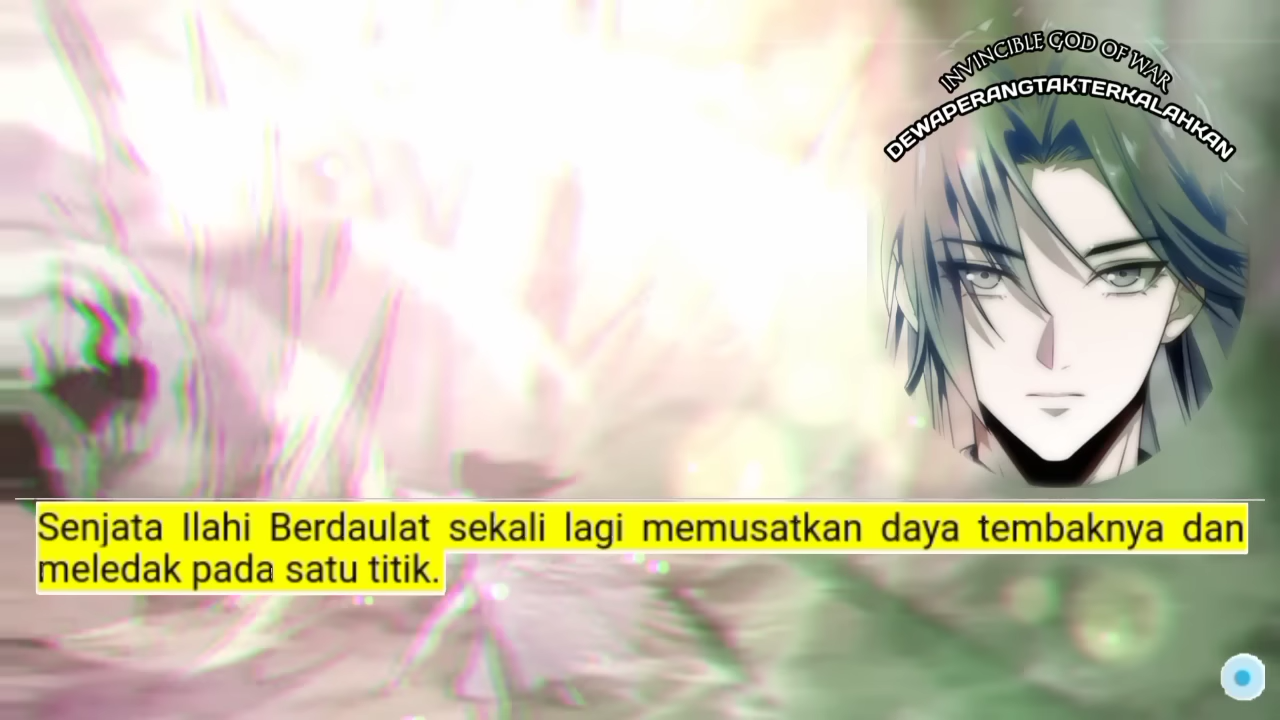 INVINCIBLE GOD OF WAR
DEWAPERANGTAKTERKALAHKAN
Senjata Ilahi Berdaulat sekali lagi memusatkan daya tembaknya dan
meledak pada satu titik.